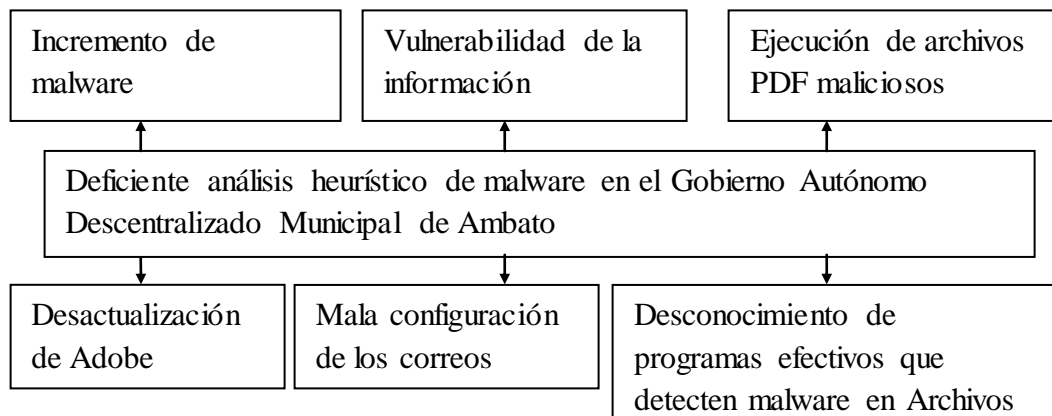 Incremento de
malware
Vulnerabilidad de la
información
Ejecución de archivos
PDF maliciosos
Deficiente análisis heurístico de malware en el Gobierno Autónomo
Descentralizado Municipal de Ambato
Desactualización
de Adobe
Mala configuración
de los correos
Desconocimiento de
programas efectivos que
detecten malware en Archivos